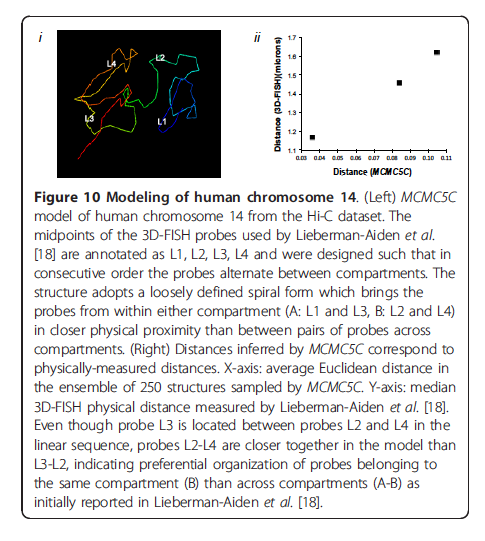 i
ii
L4
L2
L3
L1
Distance (3D-FISH)(microns)
1.7
1.6
1.5
1.4
1.3
1.2
1.1
0.03 0.04 0.05 0.06 0.07 0.08 0.09 0.10 0.11
Distance (MCMC5C)
Figure 10 Modeling of human chromosome 14. (Left) MCMC5C
model of human chromosome 14 from the Hi-C dataset. The
midpoints of the 3D-FISH probes used by Lieberman-Aiden et al.
[18] are annotated as L1, L2, L3, L4 and were designed such that in
consecutive order the probes alternate between compartments. The
structure adopts a loosely defined spiral form which brings the
probes from within either compartment (A: L1 and L3, B: L2 and L4)
in closer physical proximity than between pairs of probes across
compartments. (Right) Distances inferred by MCMC5C correspond to
physically-measured distances. X-axis: average Euclidean distance in
the ensemble of 250 structures sampled by MCMC5C. Y-axis: median
3D-FISH physical distance measured by Lieberman-Aiden et al. [18].
Even though probe L3 is located between probes L2 and L4 in the
linear sequence, probes L2-L4 are closer together in the model than
L3-L2, indicating preferential organization of probes belonging to
the same compartment (B) than across compartments (A-B) as
initially reported in Lieberman-Aiden et al. [18].